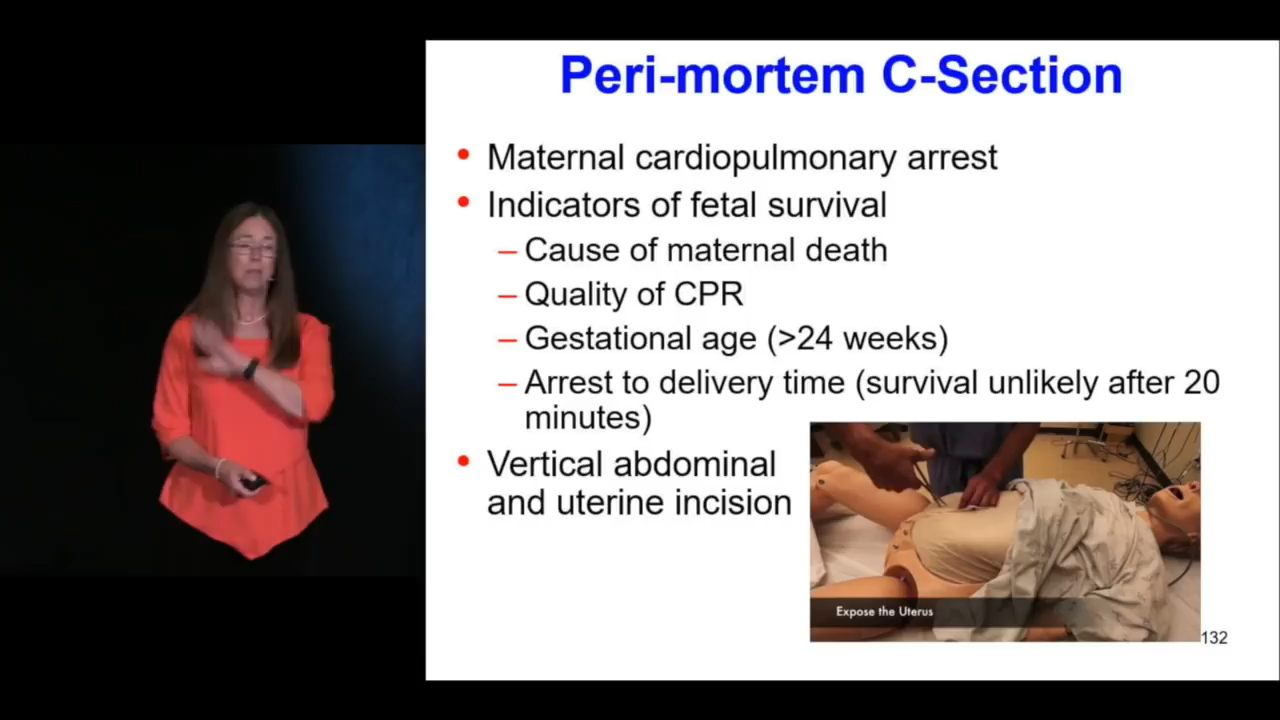 Peri-mortem C-Section
• Maternal cardiopulmonary arrest
• Indicators of fetal survival
– Cause of maternal death
– Quality of CPR
– Gestational age (>24 weeks)
– Arrest to delivery time (survival unlikely after 20
minutes)
• Vertical abdominal
and uterine incision
Expose the Uterus
132